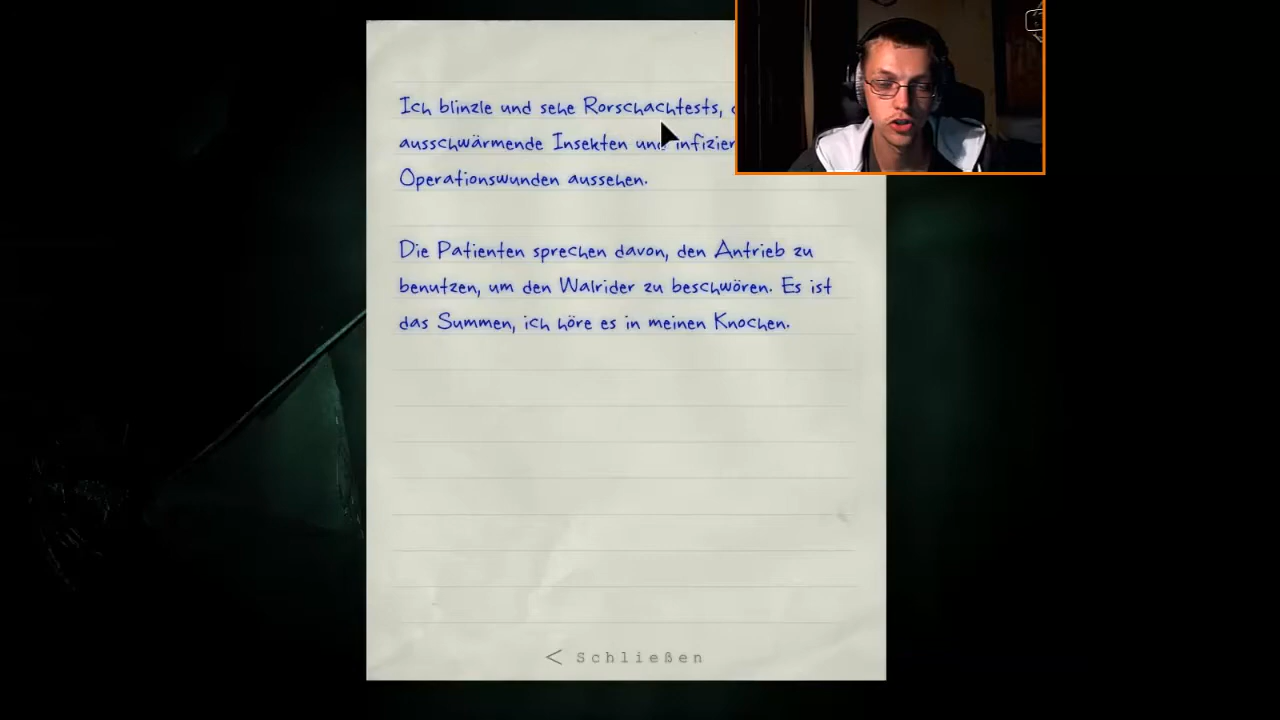 Ich blinzle und sehe Rorschachtests,
ausschwärmende Insekten und
Operationswunden aussehen.
Die Patienten sprechen davon, den Antrieb zu
benutzen, um den Walrider zu beschwören. Es ist
das Summen, ich höre es in meinen Knochen.
< Schließen